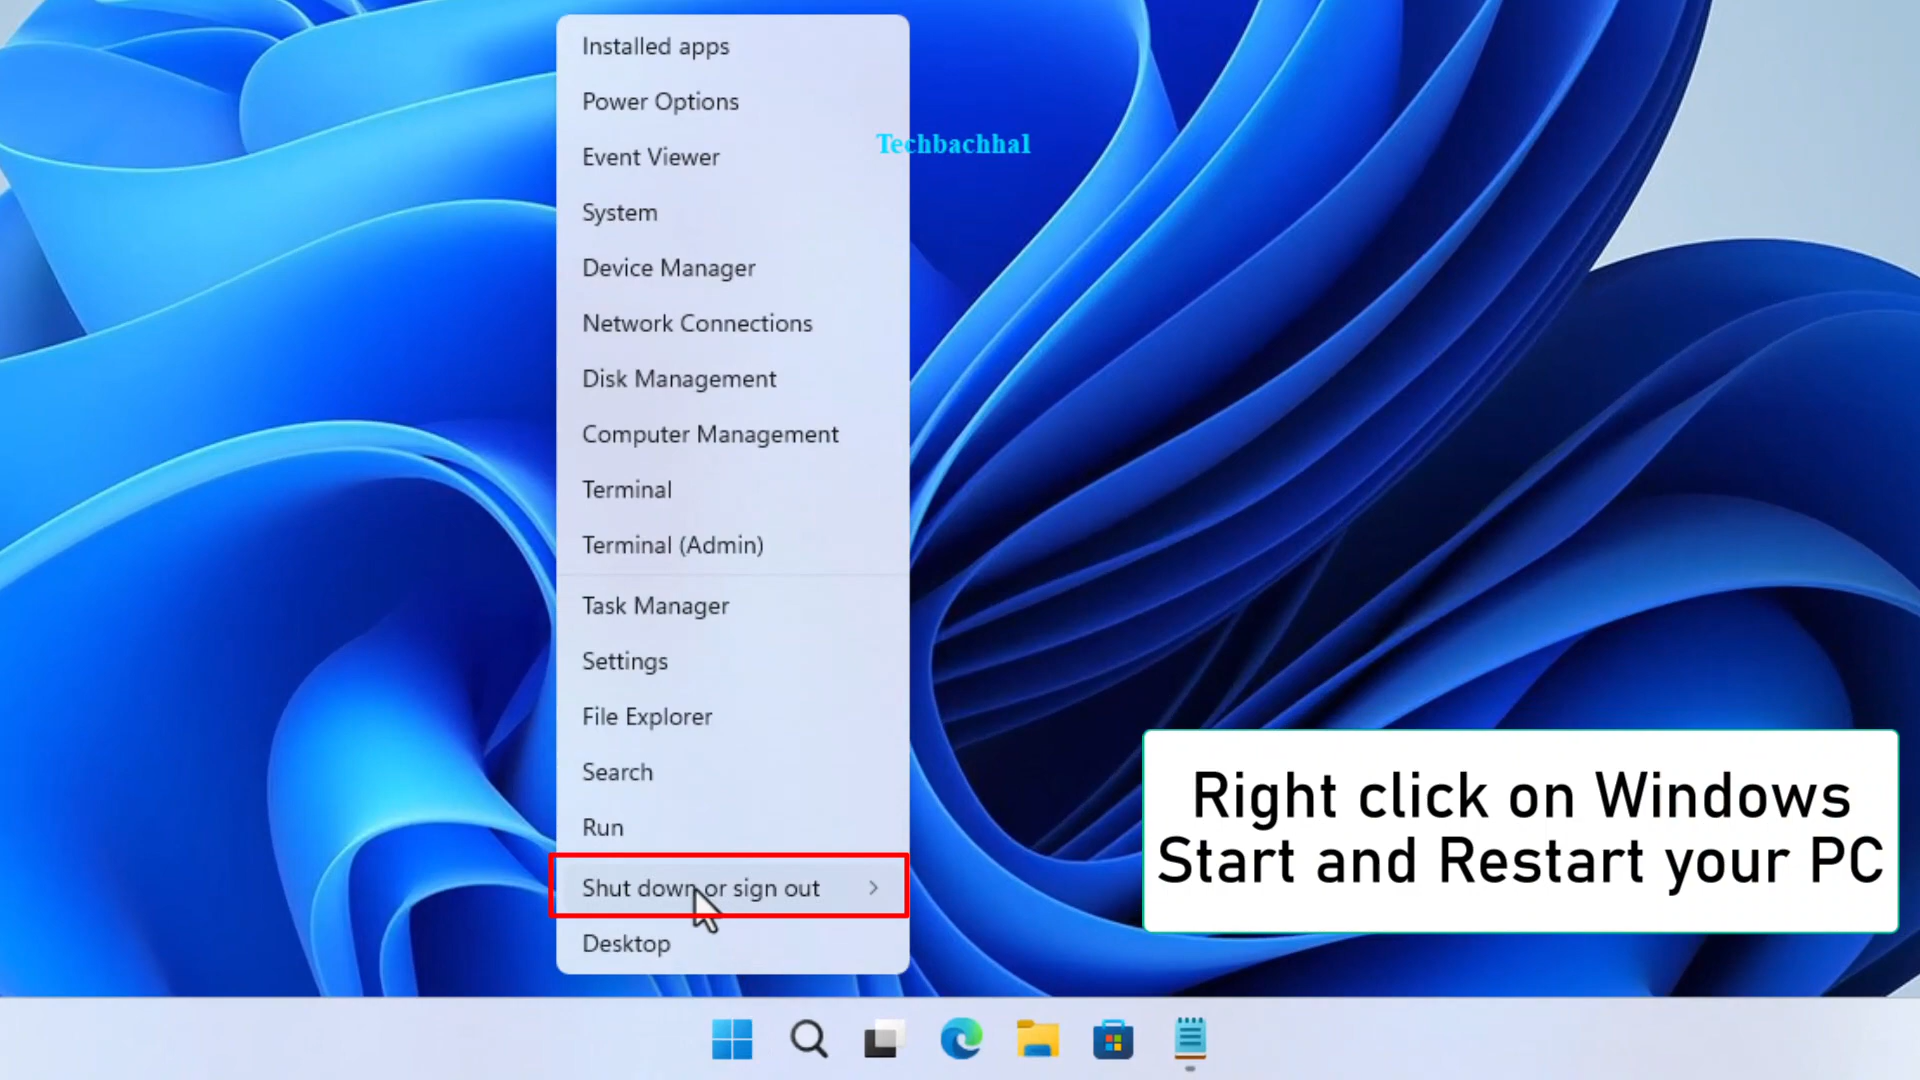 Installed apps
Power Options
Techbachhal
Event Viewer
System
Device Manager
Network Connections
Disk Management
Computer Management
Terminal
Terminal (Admin)
Task Manager
Settings
File Explorer
Search
Run
Shut down or sign out
Desktop
Right click on Windows
Start and Restart your PC